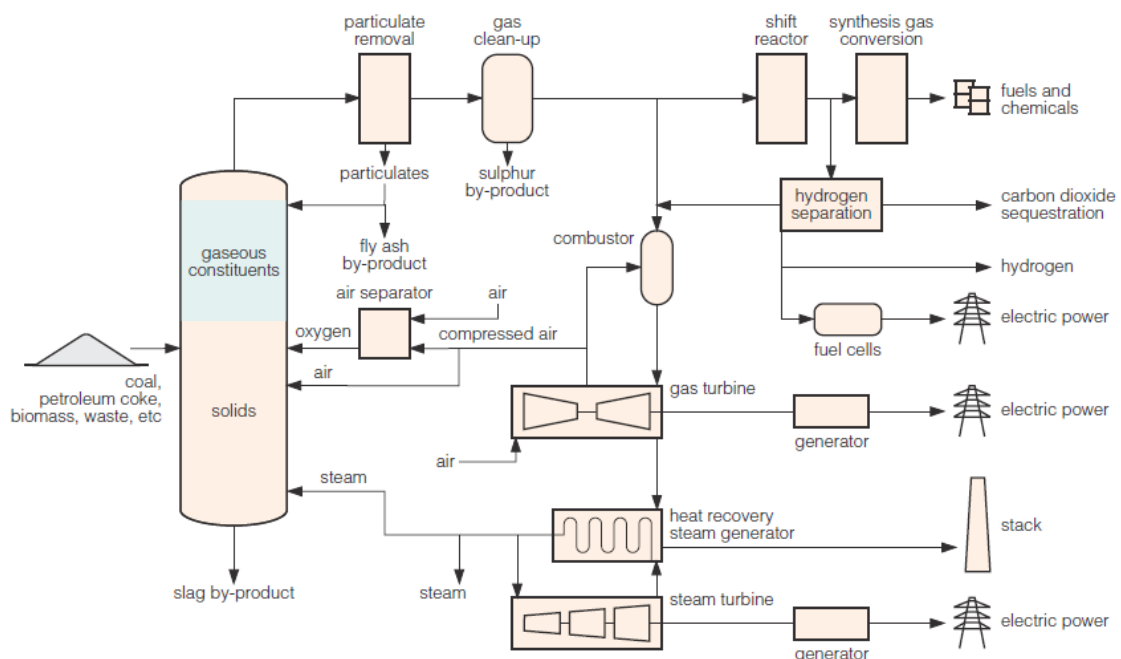 particulate
removal
gas
clean-up
shift
reactor
synthesis gas
conversion
fuels and
chemicals
particulates
sulphur
by-product
hydrogen
separation
carbon dioxide
sequestration
gaseous
constituents
fly ash
by-product
combustor
hydrogen
air separator
air
oxygen
compressed air
fuel cells
electric power
coal,
petroleum coke,
biomass, waste, etc
air
solids
gas turbine
generator
electric power
air
steam
heat recovery
steam generator
stack
slag by-product
steam
steam turbine
generator
electric power